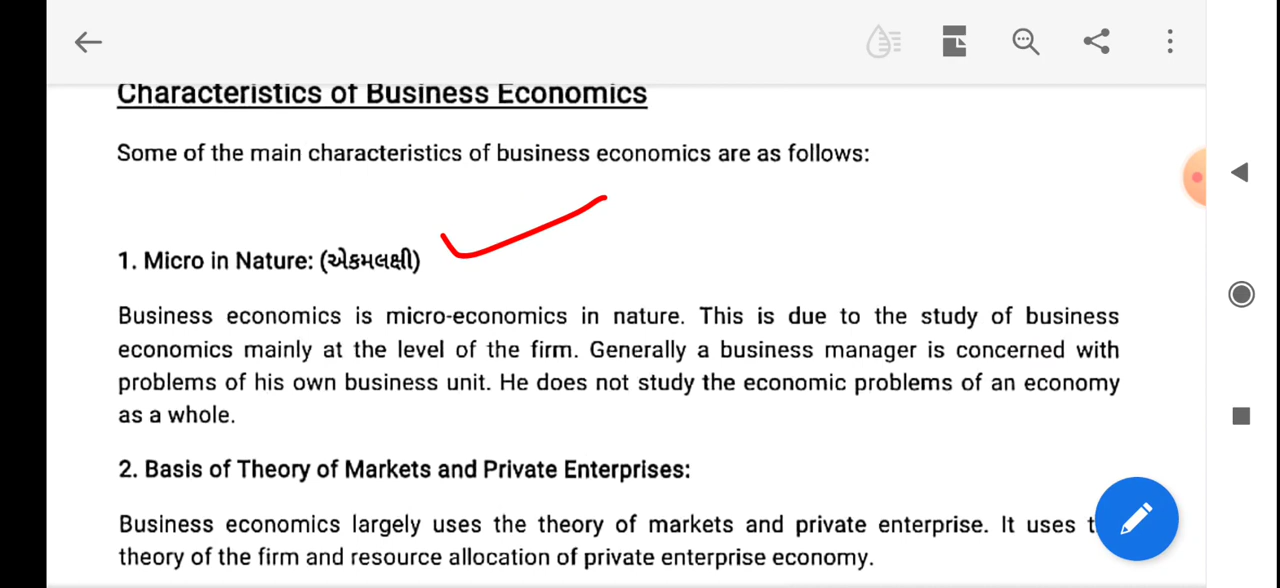 Characteristics of Business Economics
Some of the main characteristics of business economics are as follows:
1. Micro in Nature: (એકમલક્ષી)
Business economics is micro-economics in nature. This is due to the study of business
economics mainly at the level of the firm. Generally a business manager is concerned with
problems of his own business unit. He does not study the economic problems of an economy
as a whole.
2. Basis of Theory of Markets and Private Enterprises:
Business economics largely uses the theory of markets and private enterprise. It uses
theory of the firm and resource allocation of private enterprise economy.